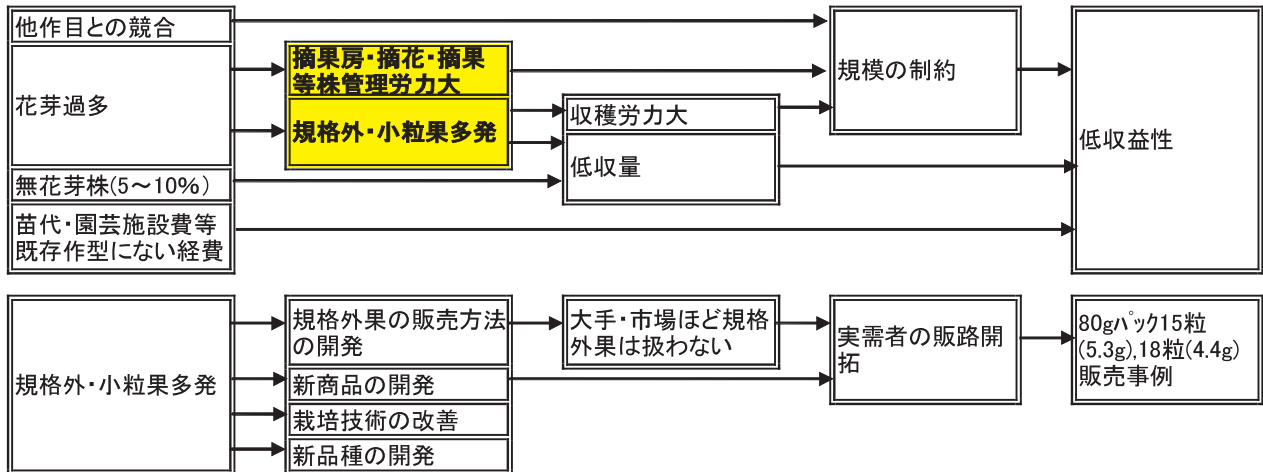 他作目との競合
花芽過多
無花芽株(5～10%)
苗代・園芸施設費等
既存作型にない経費
摘果房・摘花・摘果
等株管理労力大
規格外・小粒果多発
収穫労力大
低収量
規模の制約
低収益性
規格外・小粒果多発
規格外果の販売方法
の開発
新商品の開発
栽培技術の改善
新品種の開発
大手・市場ほど規格
外果は扱わない
実需者の販路開
拓
80gﾊﾟｯｸ15粒
(5.3g),18粒(4.4g)
販売事例